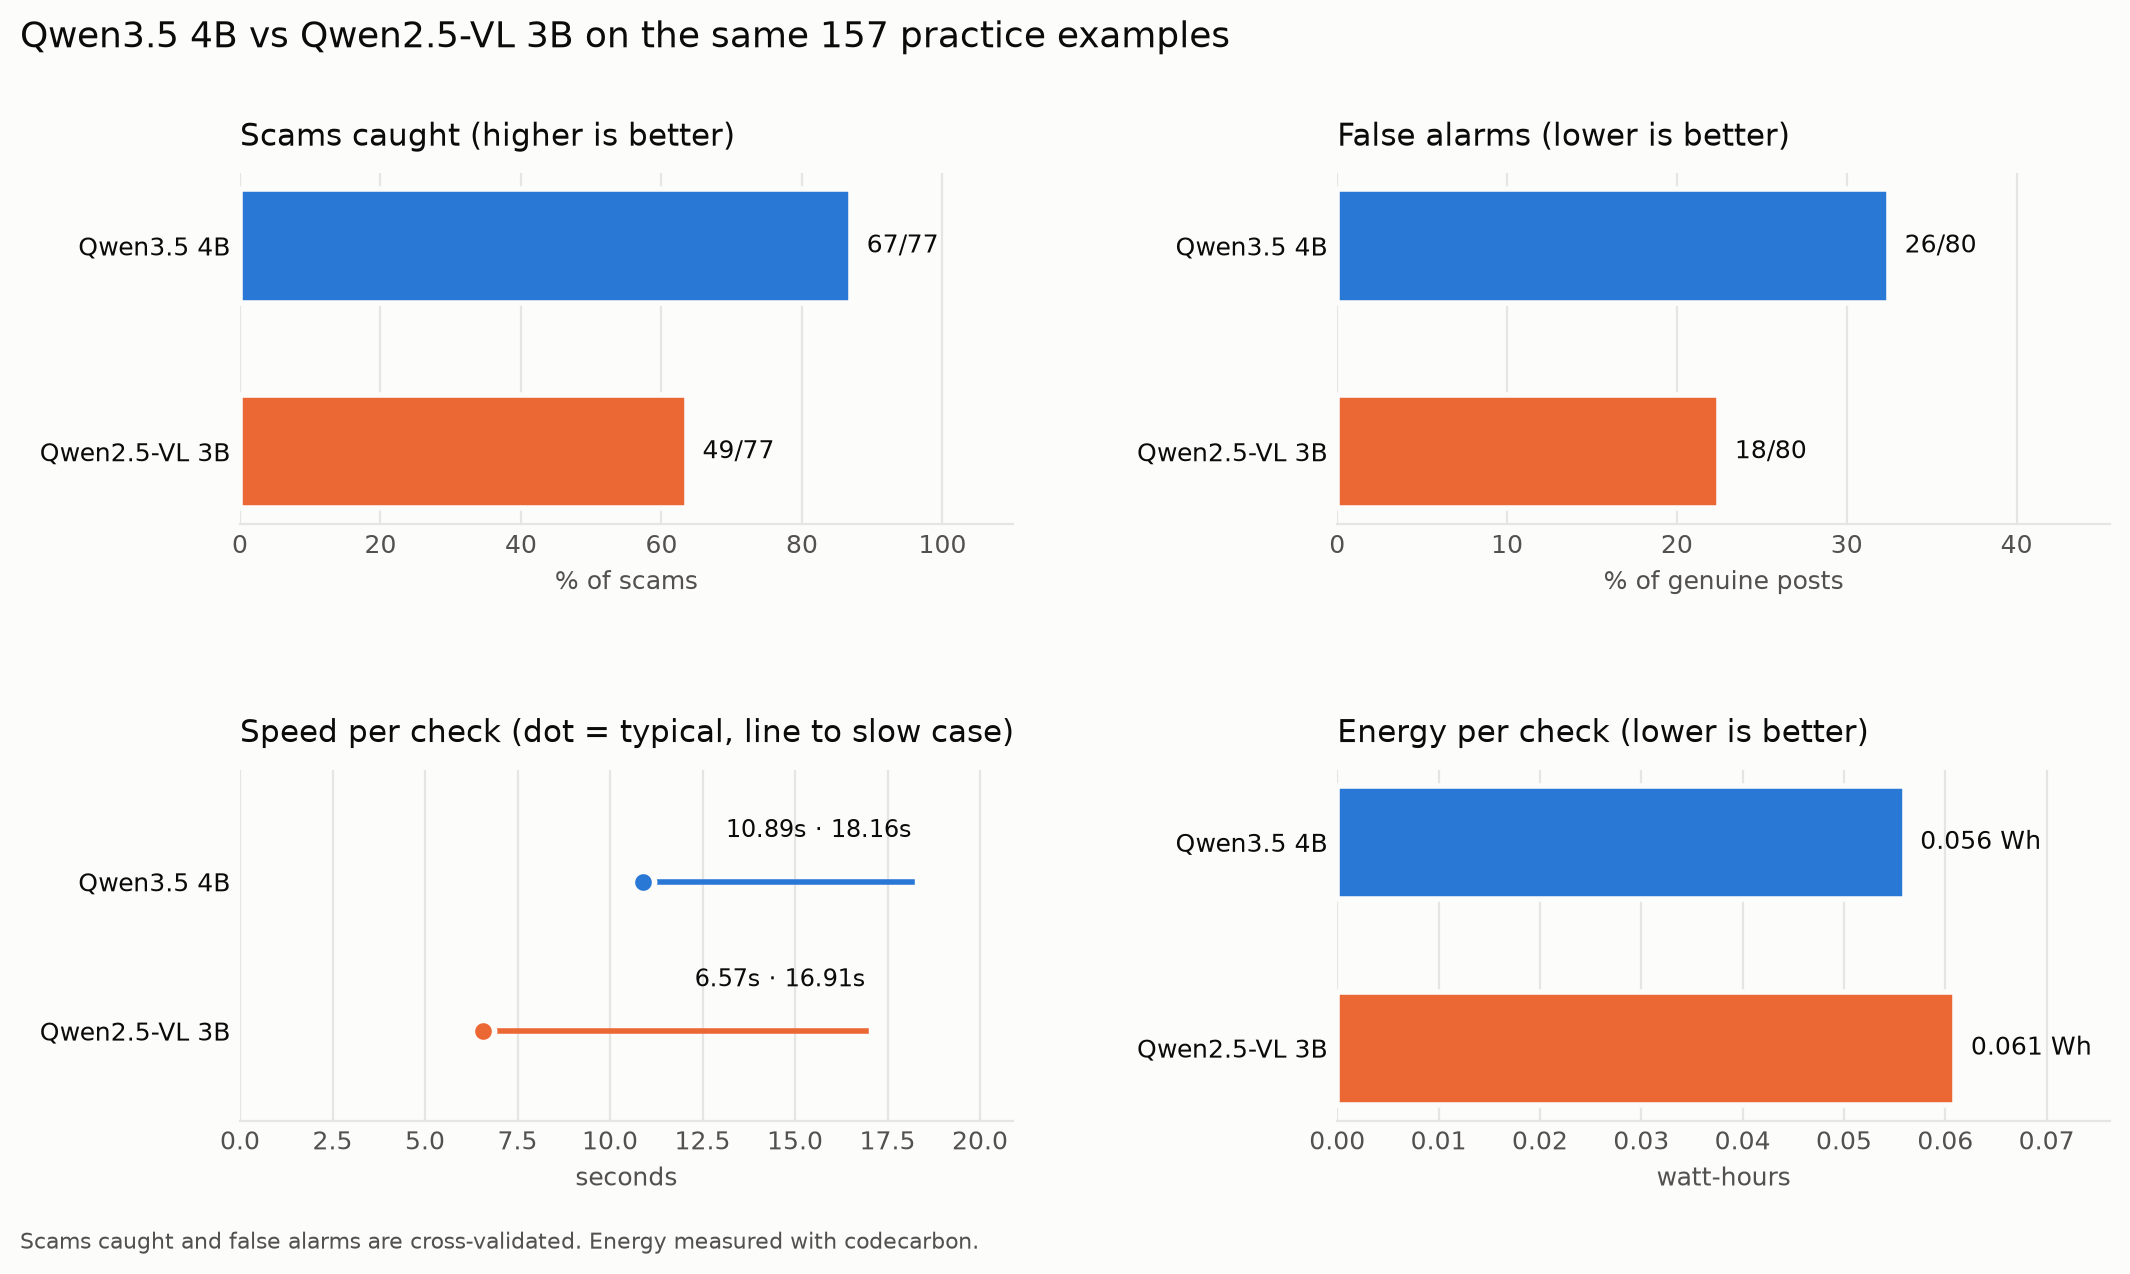 Qwen3.5 4B vs Qwen2.5-VL 3B on the same 157 practice examples
Scams caught (higher is better)
Qwen3.5 4B
67/77
Qwen2.5-VL 3B
49/77
0 20 40 60 80 100
% of scams
False alarms (lower is better)
Qwen3.5 4B
26/80
Qwen2.5-VL 3B
18/80
0 10 20 30 40
% of genuine posts
Speed per check (dot = typical, line to slow case)
10.89s · 18.16s
Qwen3.5 4B
6.57s · 16.91s
Qwen2.5-VL 3B
0.0 2.5 5.0 7.5 10.0 12.5 15.0 17.5 20.0
seconds
Energy per check (lower is better)
Qwen3.5 4B
0.056 Wh
Qwen2.5-VL 3B
0.061 Wh
0.00 0.01 0.02 0.03 0.04 0.05 0.06 0.07
watt-hours
Scams caught and false alarms are cross-validated. Energy measured with codecarbon.